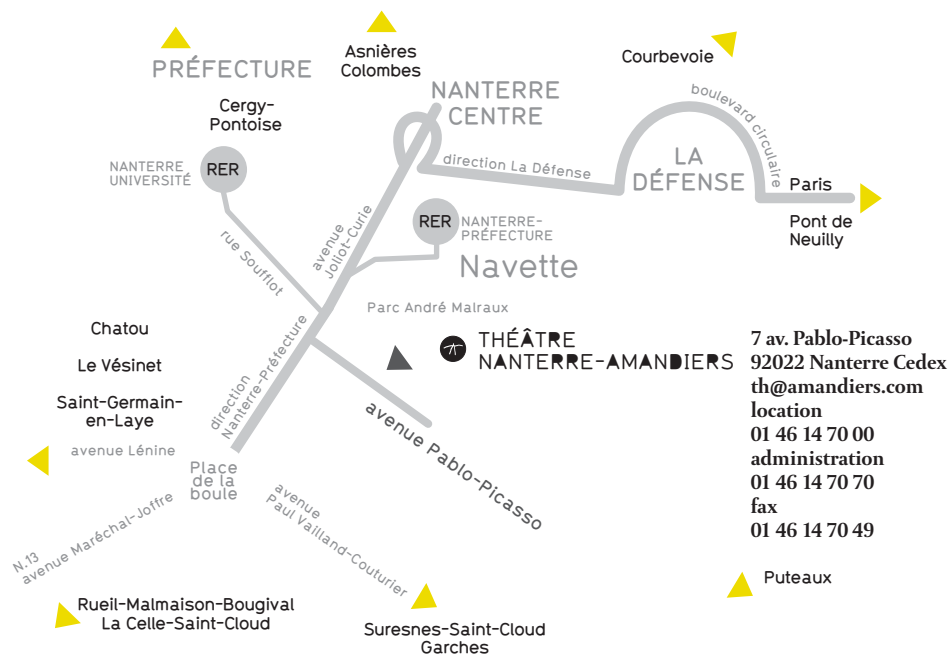 Asnières
Colombes
Courbevoie
PRÉFECTURE
Cergy-
Pontoise
NANTERRE
CENTRE
boulevard circulaire
LA
DÉFENSE
direction La Défense
NANTERRE
UNIVERSITÉ
RER
Paris
Pont de
Neuilly
RER
NANTERRE-
PRÉFECTURE
Navette
avenue
Joliot-Curie
rue Soufflot
Parc André Malraux
THÉÂTRE
NANTERRE-AMANDIERS
7 av. Pablo-Picasso
92022 Nanterre Cedex
th@amandiers.com
location
01 46 14 70 00
administration
01 46 14 70 70
fax
01 46 14 70 49
Chatou
Le Vésinet
Saint-Germain-
en-Laye
direction
Nanterre-Préfecture
avenue Pablo-Picasso
avenue Lénine
Place
de la
boule
N.13
avenue Maréchal-Joffre
avenue
Paul Vailland-Couturier
Puteaux
Rueil-Malmaison-Bougival
La Celle-Saint-Cloud
Suresnes-Saint-Cloud
Garches